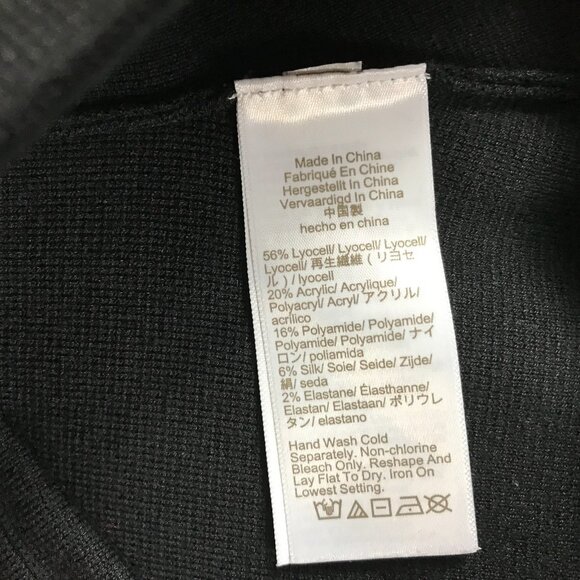 Made In China
Fabriqué En Chine
Hergestellt In China
Vervaardigd In China
中国製
hecho en china
56% Lyocell/ Lyocell/ Lyocell/
Lyocell/ 再生繊維 ( リヨセ
ル ) / lyocell
20% Acrylic/ Acrylique/
Polyacryl/ Acryl/ アクリル/
acrílico
16% Polyamide/ Polyamide/
Polyamide/ Polyamide/ ナイ
ロン/ poliamida
6% Silk/ Soie/ Seide/ Zijde/
絹/ seda
2% Elastane/ Élasthanne/
Elastan/ Elastaan/ ポリウレ
タン/ elastano
Hand Wash Cold
Separately. Non-chlorine
Bleach Only. Reshape And
Lay Flat To Dry. Iron On
Lowest Setting.